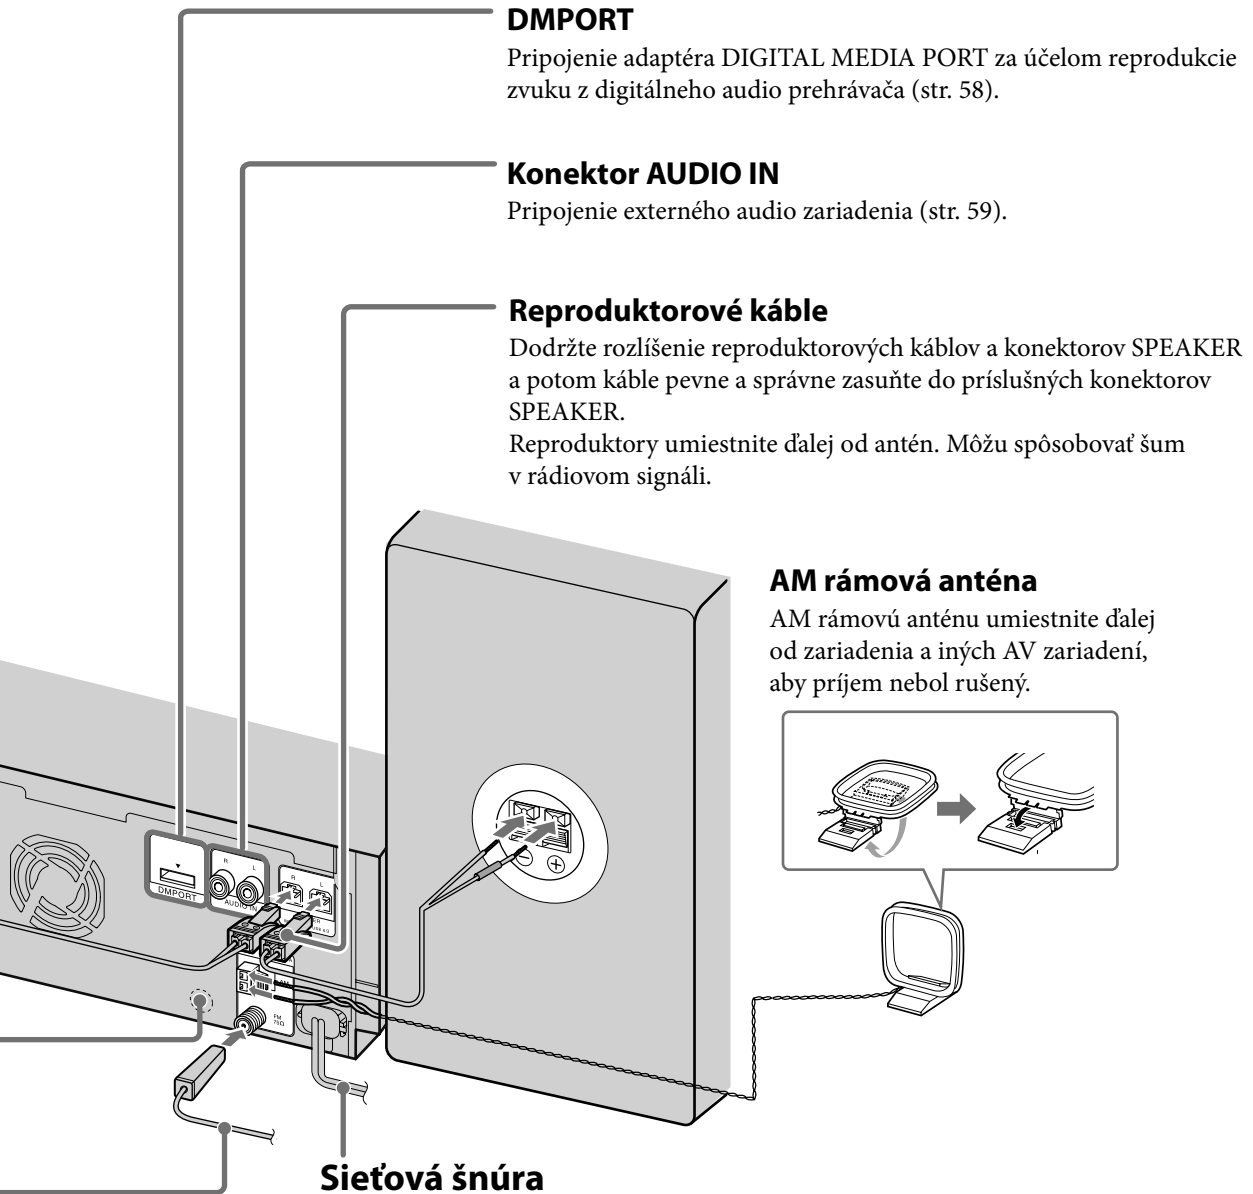 DMPORT
Pripojenie adaptéra DIGITAL MEDIA PORT za účelom reprodukcie
zvuku z digitálneho audio prehrávača (str. 58).
Konektor AUDIO IN
Pripojenie externého audio zariadenia (str. 59).
Reproduktorové káble
Dodržte rozlíšenie reproduktorových káblov a konektorov SPEAKER
a potom káble pevne a správne zasuňte do príslušných konektorov
SPEAKER.
Reproduktory umiestnite ďalej od antén. Môžu spôsobovať šum
v rádiovom signáli.
AM rámová anténa
AM rámovú anténu umiestnite ďalej
od zariadenia a iných AV zariadení,
aby príjem nebol rušený.
DMPORT
R L
AUDIO IN
R L
AM
FM
75Ω
Sieťová šnúra